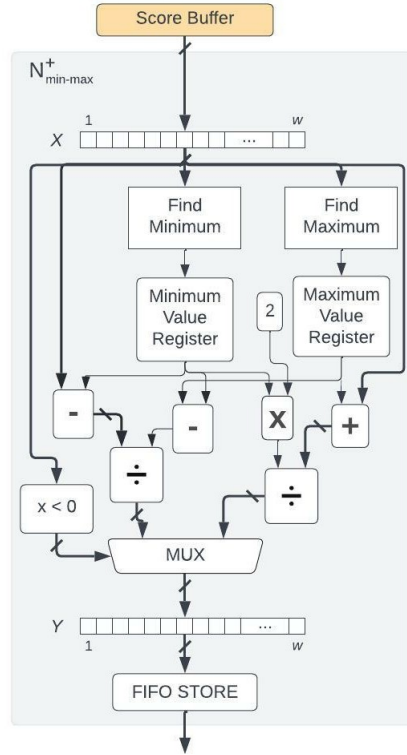 Score Buffer
N+min-max
1 w
X ...
Find
Minimum
Find
Maximum
Minimum
Value
Register
2
Maximum
Value
Register
-
-
X
+
÷
÷
x < 0
MUX
Y ...
1 w
FIFO STORE